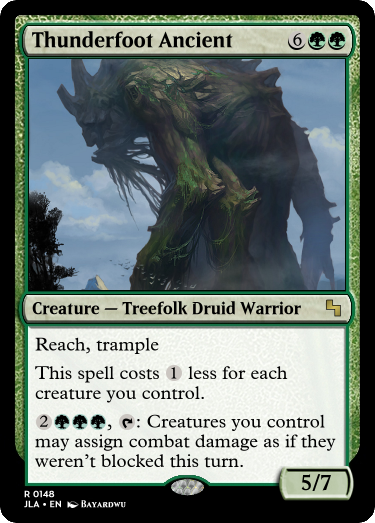 Thunderfoot Ancient 6
Creature — Treefolk Druid Warrior
Reach, trample
This spell costs 1 less for each
creature you control.
2, : Creatures you control
may assign combat damage as if they
weren't blocked this turn.
5/7
R 0148
JLA • EN Bayardwu